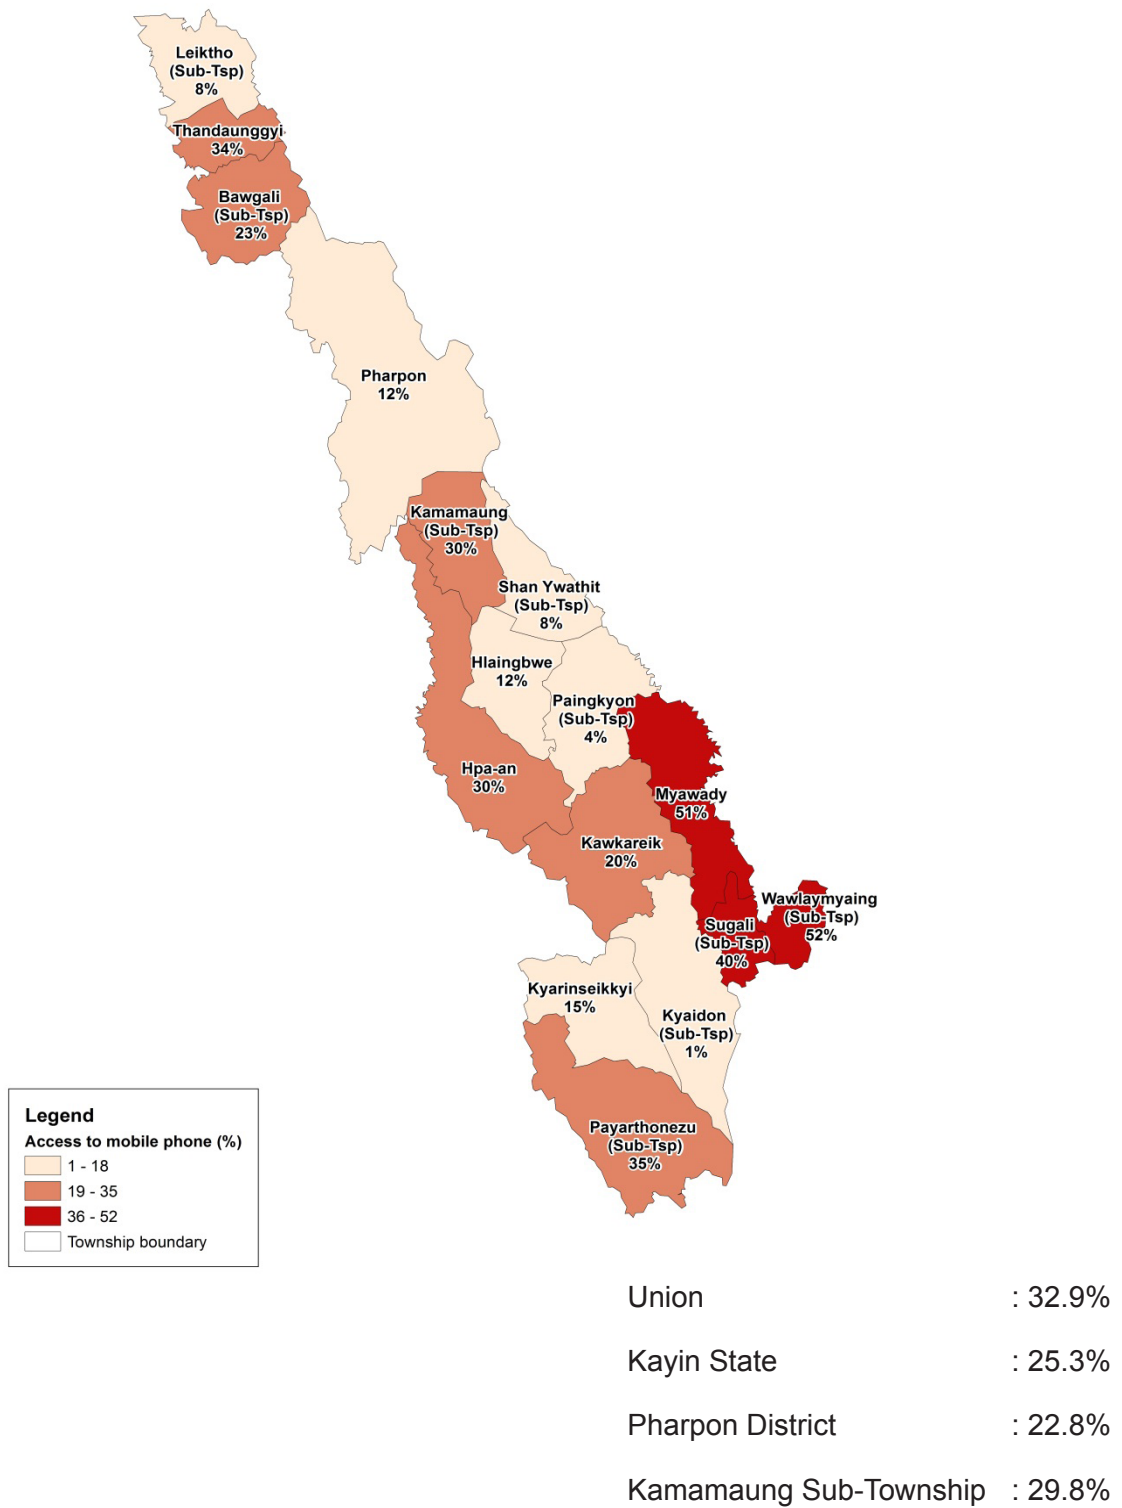 Leiktho
(Sub-Tsp)
8%
Thandaunggyi
34%
Bawgali
(Sub-Tsp)
23%
Pharpon
12%
Kamamaung
(Sub-Tsp)
30%
Shan Ywathit
(Sub-Tsp)
8%
Hlaingbwe
12%
Paingkyon
(Sub-Tsp)
4%
Hpa-an
30%
Myawady
51%
Kawkareik
20%
Wawlaymyaing
(Sub-Tsp)
52%
Sugali
(Sub-Tsp)
40%
Kyarinseikkyi
15%
Kyaidon
(Sub-Tsp)
1%
Payarthonezu
(Sub-Tsp)
35%
Legend
Access to mobile phone (%)
1 - 18
19 - 35
36 - 52
Township boundary
Union : 32.9%
Kayin State : 25.3%
Pharpon District : 22.8%
Kamamaung Sub-Township : 29.8%